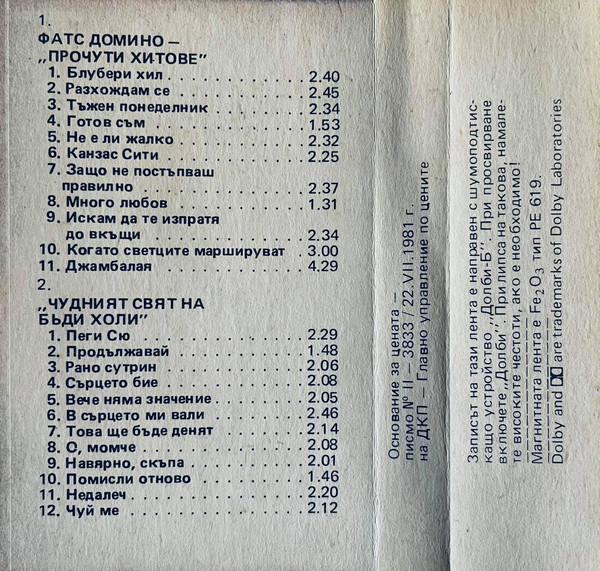 1.
ФАТС ДОМИНО —
„ПРОЧУТИ ХИТОВЕ”
1. Блубери хил . . . . . . . . . . . . 2.40
2. Разхождам се . . . . . . . . . . . 2.45
3. Тъжен понеделник . . . . . . . . 2.34
4. Готов съм . . . . . . . . . . . . . 1.53
5. Не е ли жалко . . . . . . . . . . . 2.32
6. Канзас Сити . . . . . . . . . . . . 2.25
7. Защо не постъпваш
правилно . . . . . . . . . . . . . 2.37
8. Много любов . . . . . . . . . . . 1.31
9. Искам да те изпратя
до вкъщи . . . . . . . . . . . . . 2.34
10. Когато светците маршируват . 3.00
11. Джамбалая . . . . . . . . . . . . . 4.29
2.
„ЧУДНИЯТ СВЯТ НА
БЪДИ ХОЛИ”
1. Пеги Сю . . . . . . . . . . . . . . 2.29
2. Продължавай . . . . . . . . . . . 1.48
3. Рано сутрин . . . . . . . . . . . . 2.06
4. Сърцето бие . . . . . . . . . . . . 2.08
5. Вече няма значение . . . . . . . . 2.05
6. В сърцето ми вали . . . . . . . . 2.46
7. Това ще бъде денят . . . . . . . . 2.14
8. О, момче . . . . . . . . . . . . . . 2.08
9. Навярно, скъпа . . . . . . . . . . 2.01
10. Помисли отново . . . . . . . . . . 1.46
11. Недалеч . . . . . . . . . . . . . . 2.20
12. Чуй ме . . . . . . . . . . . . . . . 2.12
Основание за цената —
писмо № II — 3833 / 22.VII.1981 г.
на ДКП — Главно управление по цените
Записът на тази лента е направен с шумоподтис-
кащо устройство „Долби-Б”. При просвирване
включете „Долби”. При липса на такова, намале-
те високите честоти, ако е необходимо!
Магнитната лента е Fe₂O₃ тип PE 619.
Dolby and are trademarks of Dolby Laboratories